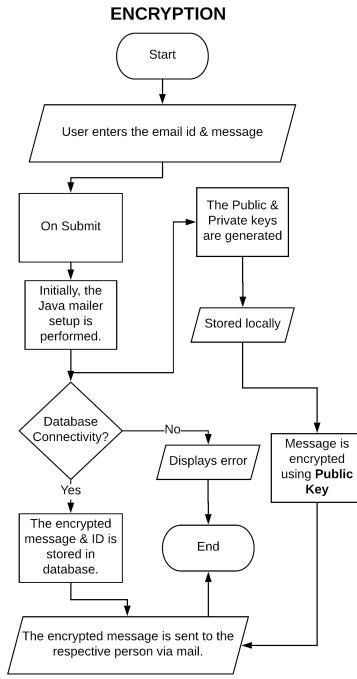 ENCRYPTION
Start
User enters the email id & message
On Submit
The Public &
Private keys
are generated
Initially, the
Java mailer
setup is
performed.
Stored locally
Database
Connectivity?
No
Displays error
Message is
encrypted
using Public
Key
Yes
The encrypted
message & ID is
stored in
database.
End
The encrypted message is sent to the
respective person via mail.